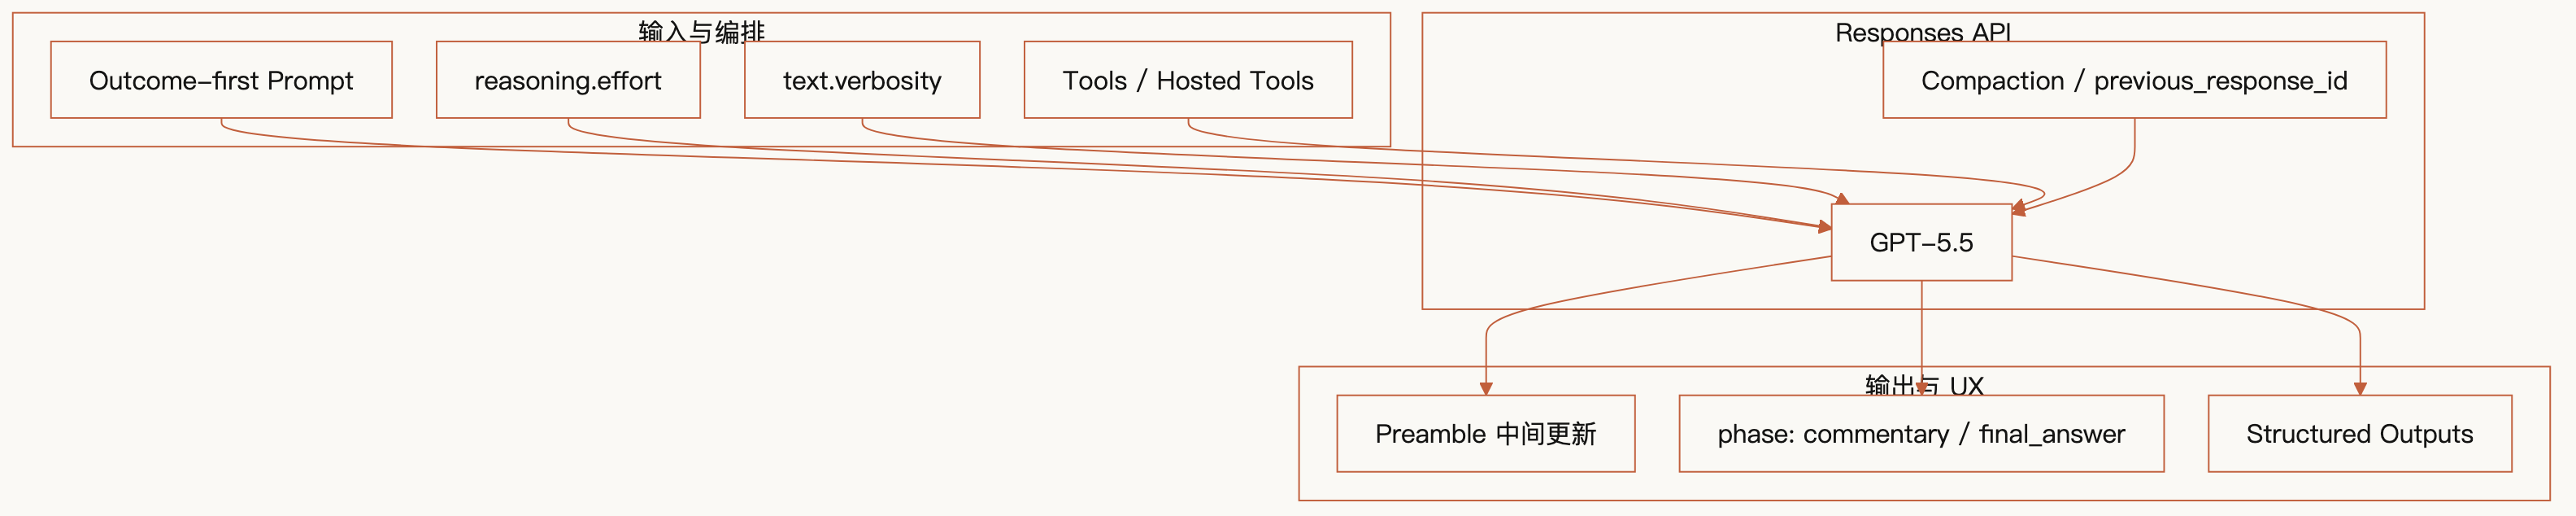 输入与编排
Outcome-first Prompt
reasoning.effort
text.verbosity
Tools / Hosted Tools
Responses API
Compaction / previous_response_id
GPT-5.5
输出与 UX
Preamble 中间更新
phase: commentary / final_answer
Structured Outputs